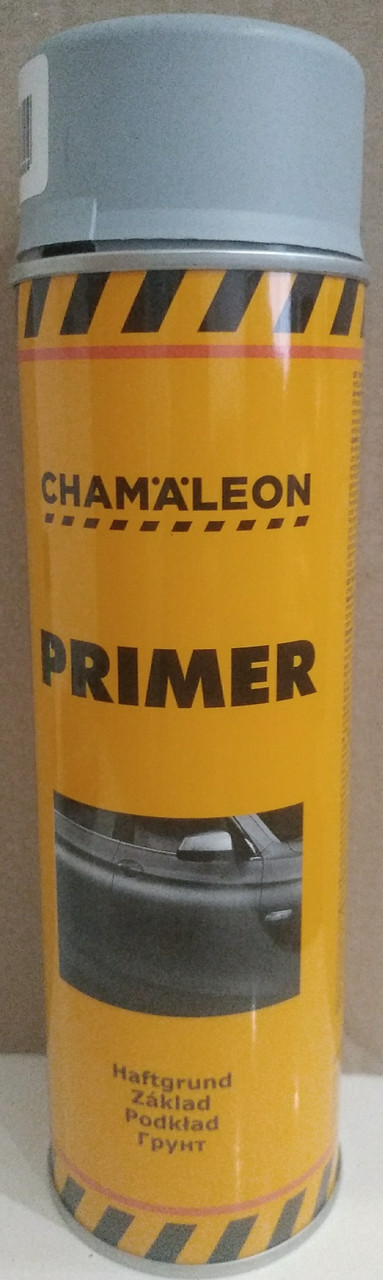 CHAMÄLEON
PRIMER
Haftgrund
Základ
Podkład
Грунт